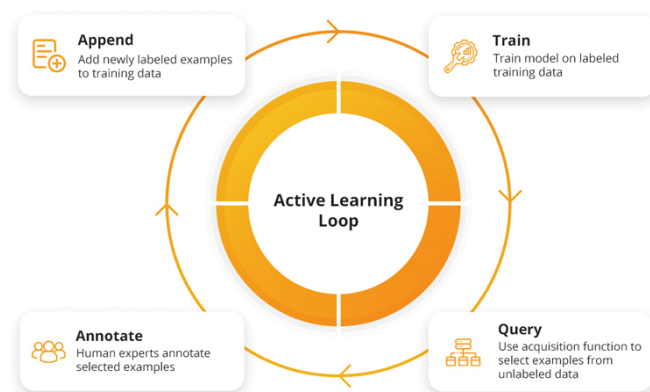 Append
Add newly labeled examples
to training data
Train
Train model on labeled
training data
Active Learning
Loop
Annotate
Human experts annotate
selected examples
Query
Use acquisition function to
select examples from
unlabeled data